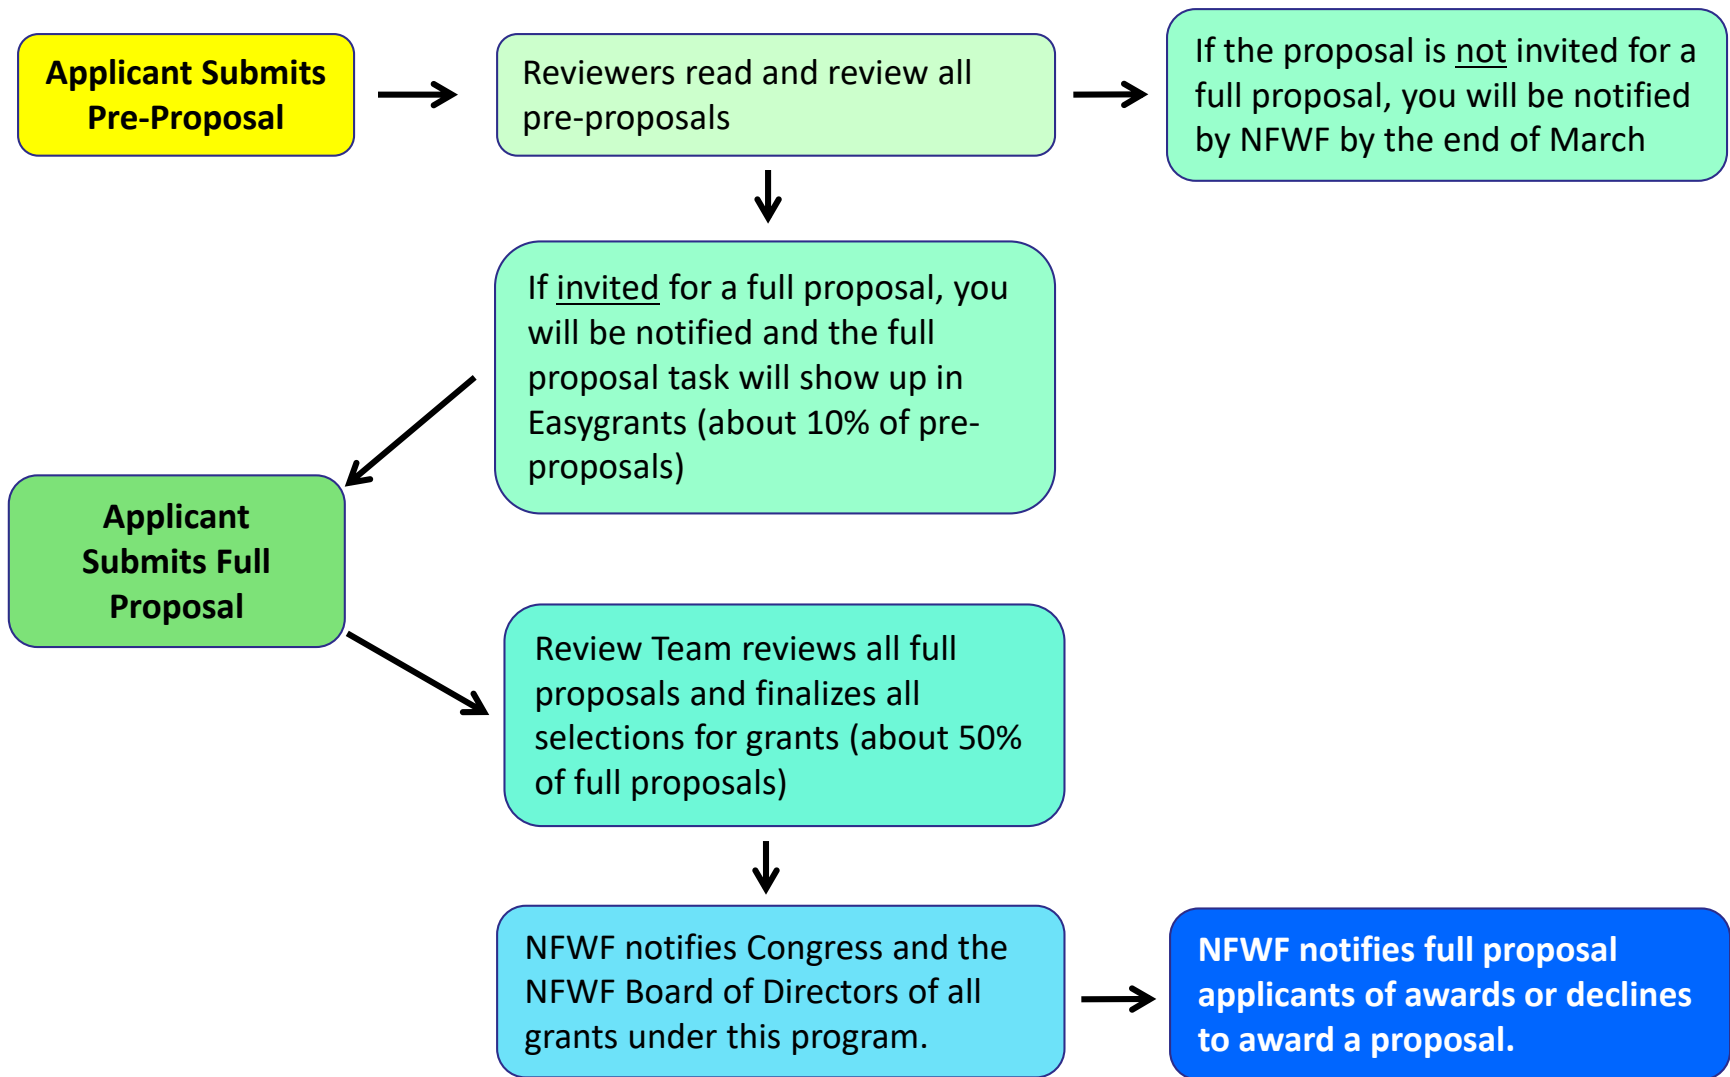 Applicant Submits
Pre-Proposal
Reviewers read and review all
pre-proposals
If the proposal is not invited for a
full proposal, you will be notified
by NFWF by the end of March
If invited for a full proposal, you
will be notified and the full
proposal task will show up in
Easygrants (about 10% of pre-
proposals)
Applicant
Submits Full
Proposal
Review Team reviews all full
proposals and finalizes all
selections for grants (about 50%
of full proposals)
NFWF notifies Congress and the
NFWF Board of Directors of all
grants under this program.
NFWF notifies full proposal
applicants of awards or declines
to award a proposal.